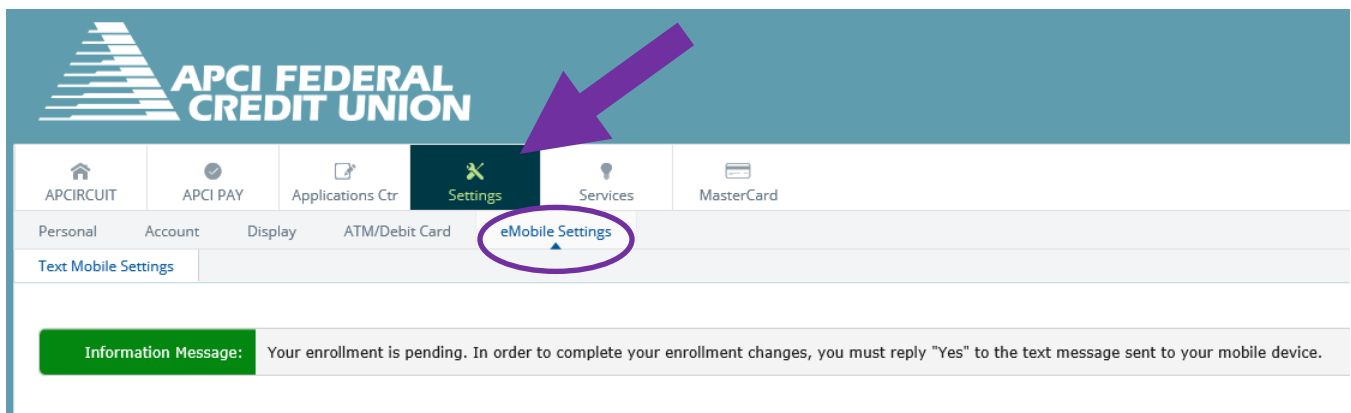 APCI FEDERAL
CREDIT UNION
APCIRCUIT APCI PAY Applications Ctr Settings Services MasterCard
Personal Account Display ATM/Debit Card eMobile Settings
Text Mobile Settings
Information Message: Your enrollment is pending. In order to complete your enrollment changes, you must reply "Yes" to the text message sent to your mobile device.